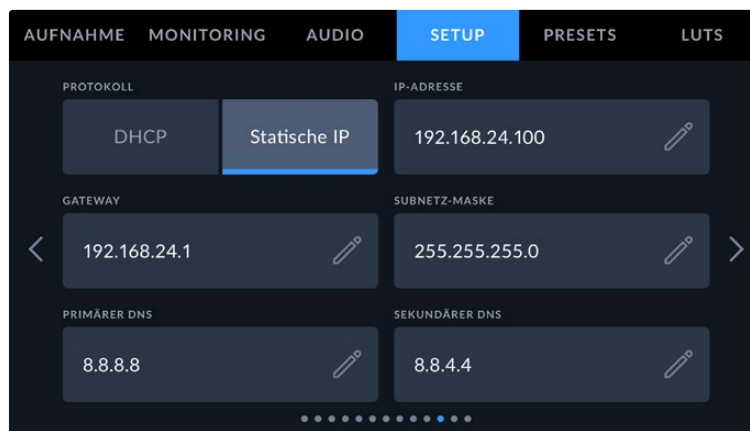 AUFNAHME MONITORING AUDIO SETUP PRESETS LUTS
PROTOKOLL IP-ADRESSE
DHCP Statische IP 192.168.24.100
GATEWAY SUBNETZ-MASKE
192.168.24.1 255.255.255.0
PRIMÄRER DNS SEKUNDÄRER DNS
8.8.8.8 8.8.4.4